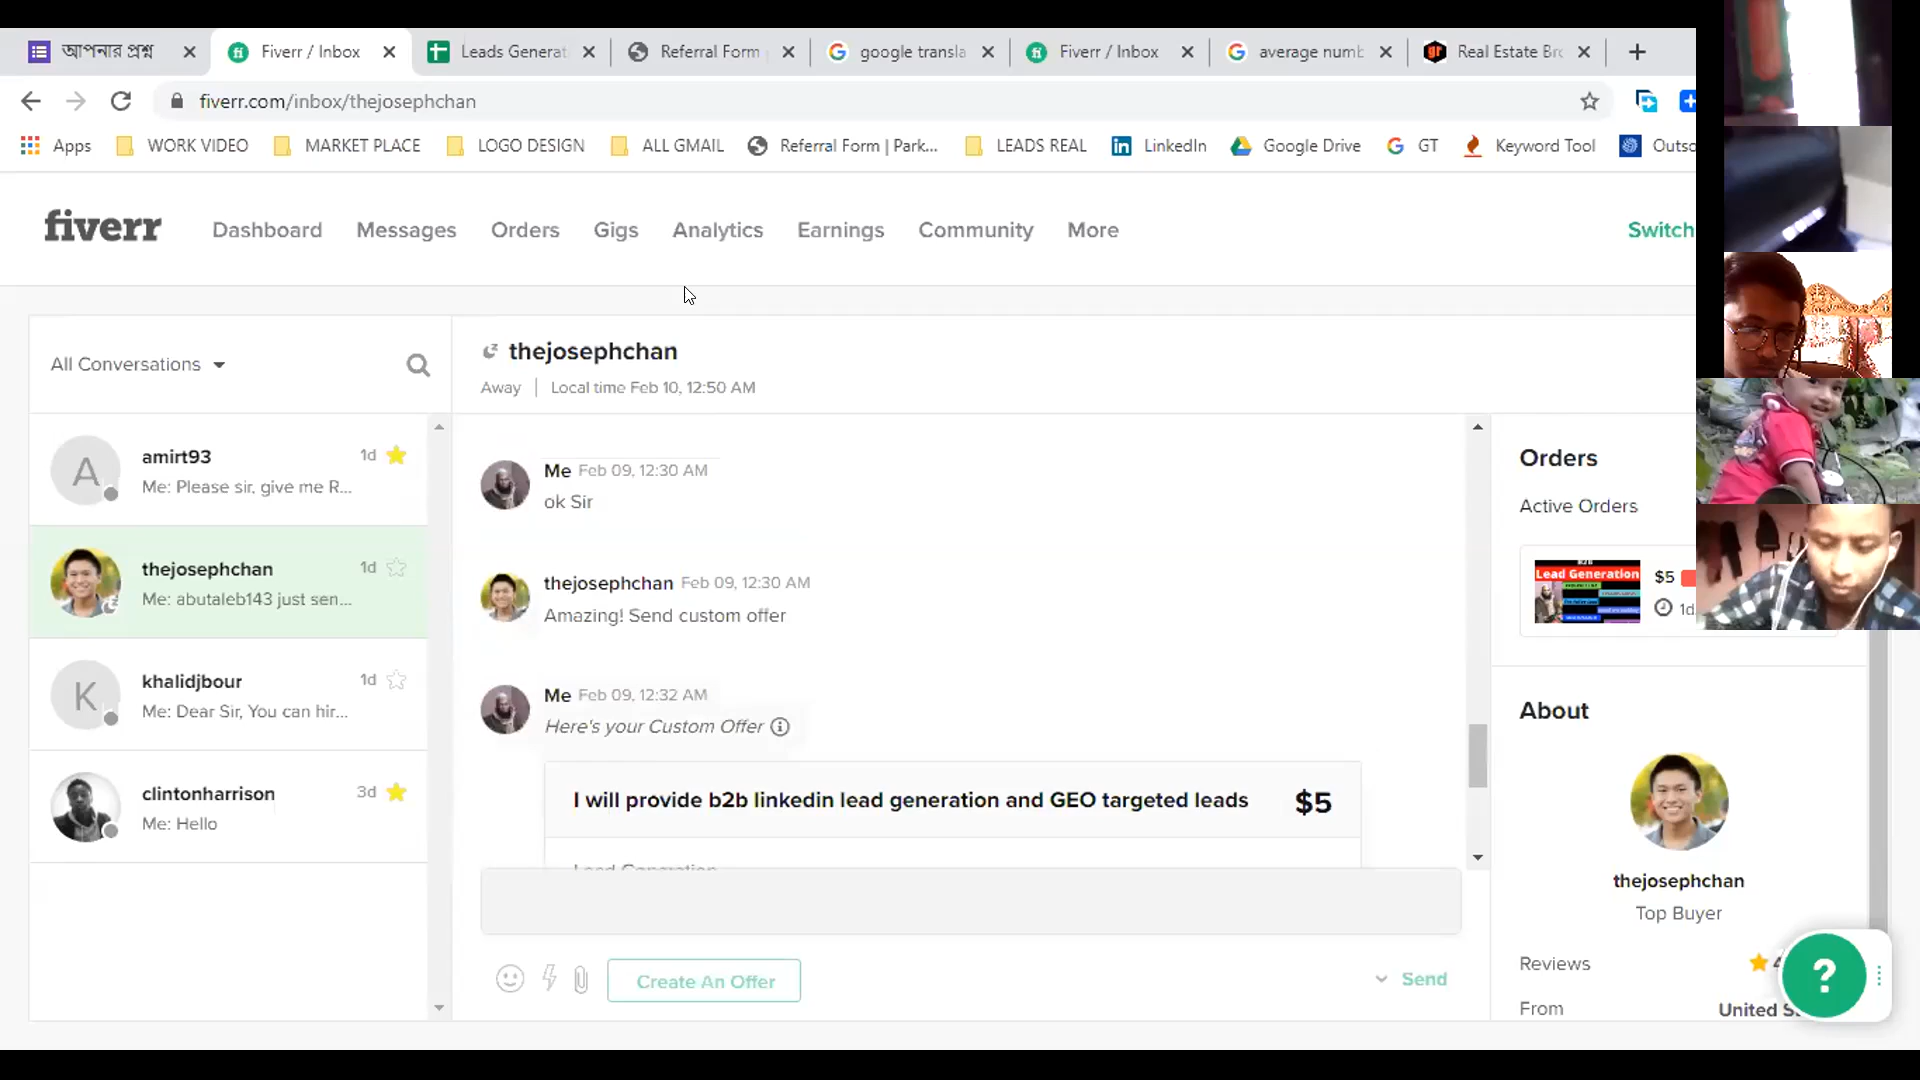 আপনার প্রশ্ন
Fiverr / Inbox
Leads Generat
Referral Form
google transla
Fiverr / Inbox
average numb
Real Estate Bro
fiverr.com/inbox/thejosephchan
Apps
WORK VIDEO
MARKET PLACE
LOGO DESIGN
ALL GMAIL
Referral Form | Park...
LEADS REAL
LinkedIn
Google Drive
GT
Keyword Tool
Outso
fiverr
Dashboard
Messages
Orders
Gigs
Analytics
Earnings
Community
More
Switch
All Conversations
amirt93
1d
Me: Please sir, give me R...
thejosephchan
1d
Me: abutaleb143 just sen...
khalidjbour
1d
Me: Dear Sir, You can hir...
clintonharrison
3d
Me: Hello
thejosephchan
Away | Local time Feb 10, 12:50 AM
Me Feb 09, 12:30 AM
ok Sir
thejosephchan Feb 09, 12:30 AM
Amazing! Send custom offer
Me Feb 09, 12:32 AM
Here's your Custom Offer
I will provide b2b linkedin lead generation and GEO targeted leads
$5
Lead Generation
Create An Offer
Send
Orders
Active Orders
Lead Generation
$5
1d
About
thejosephchan
Top Buyer
Reviews
4
From
United S
?